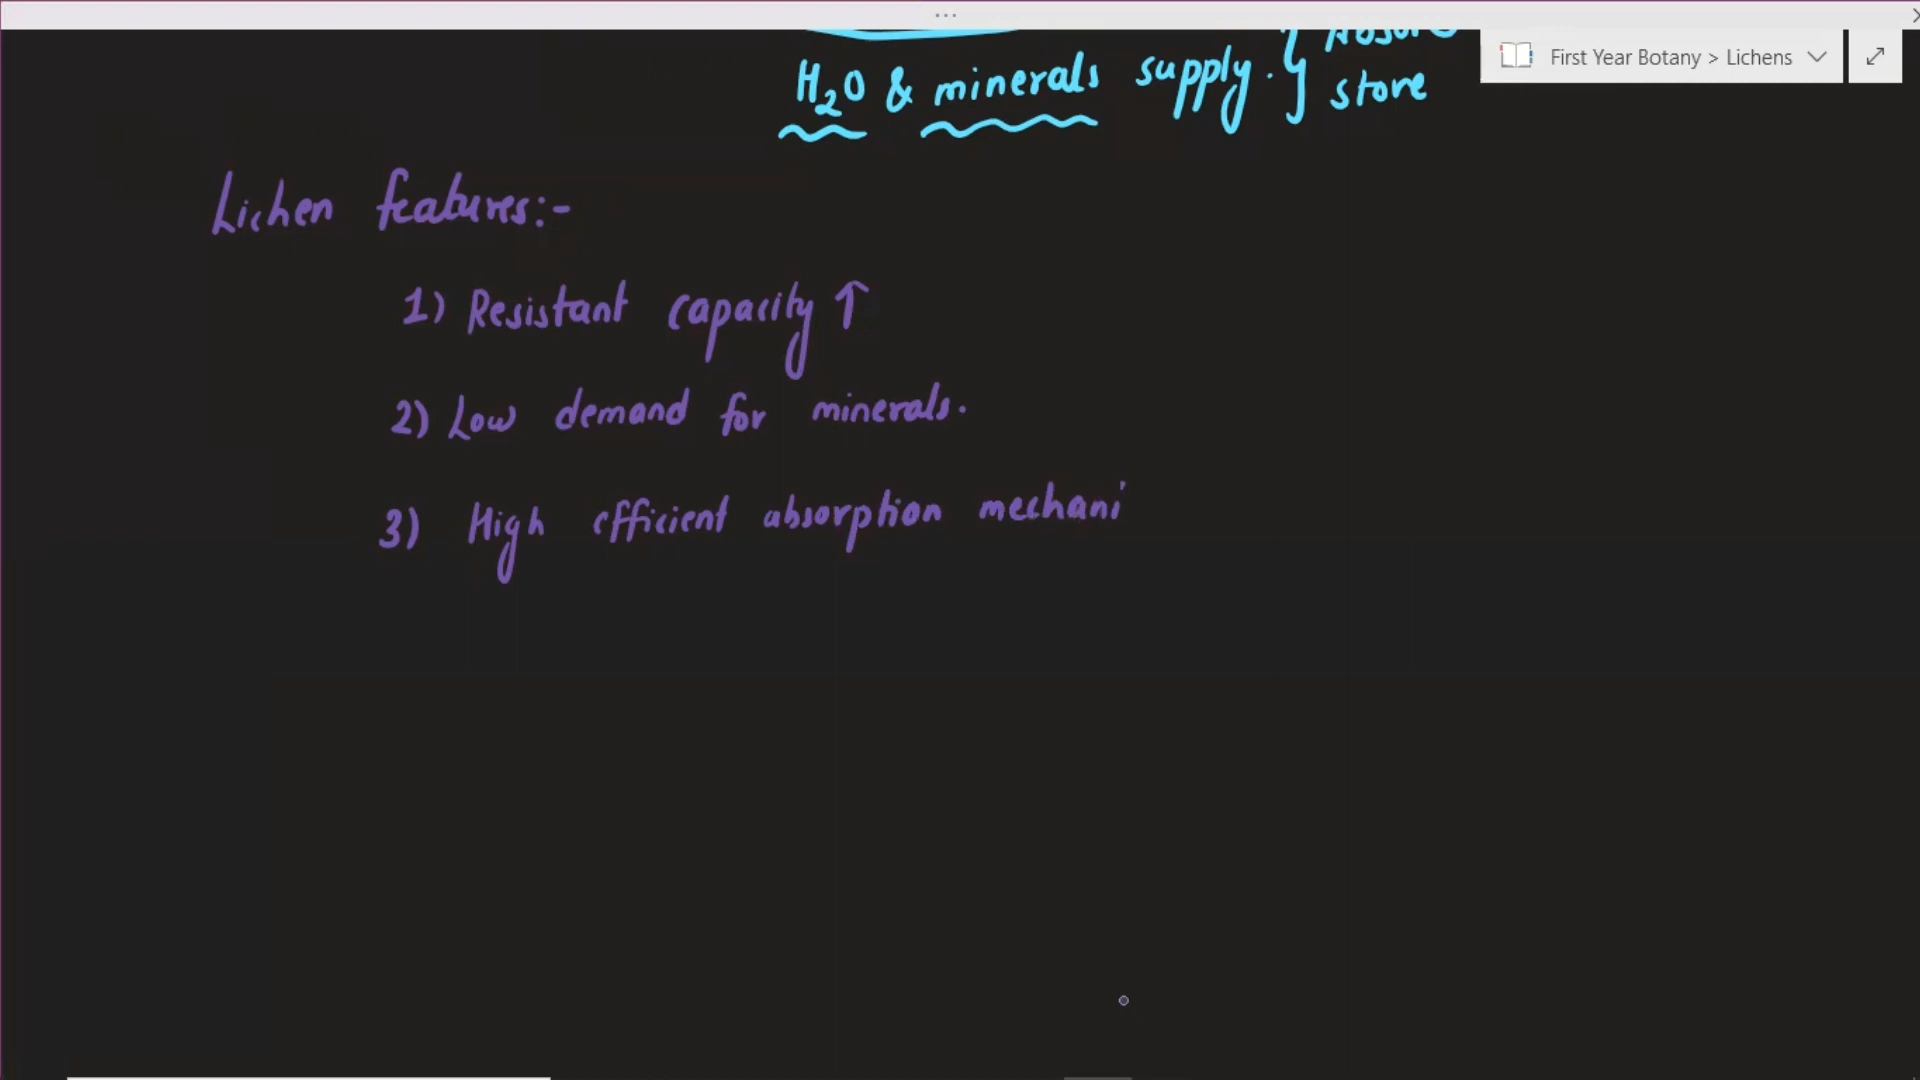 First Year Botany > Lichens
H₂O & minerals supply. } store
Lichen features:-
1) Resistant capacity ↑
2) Low demand for minerals.
3) High efficient absorption mechani